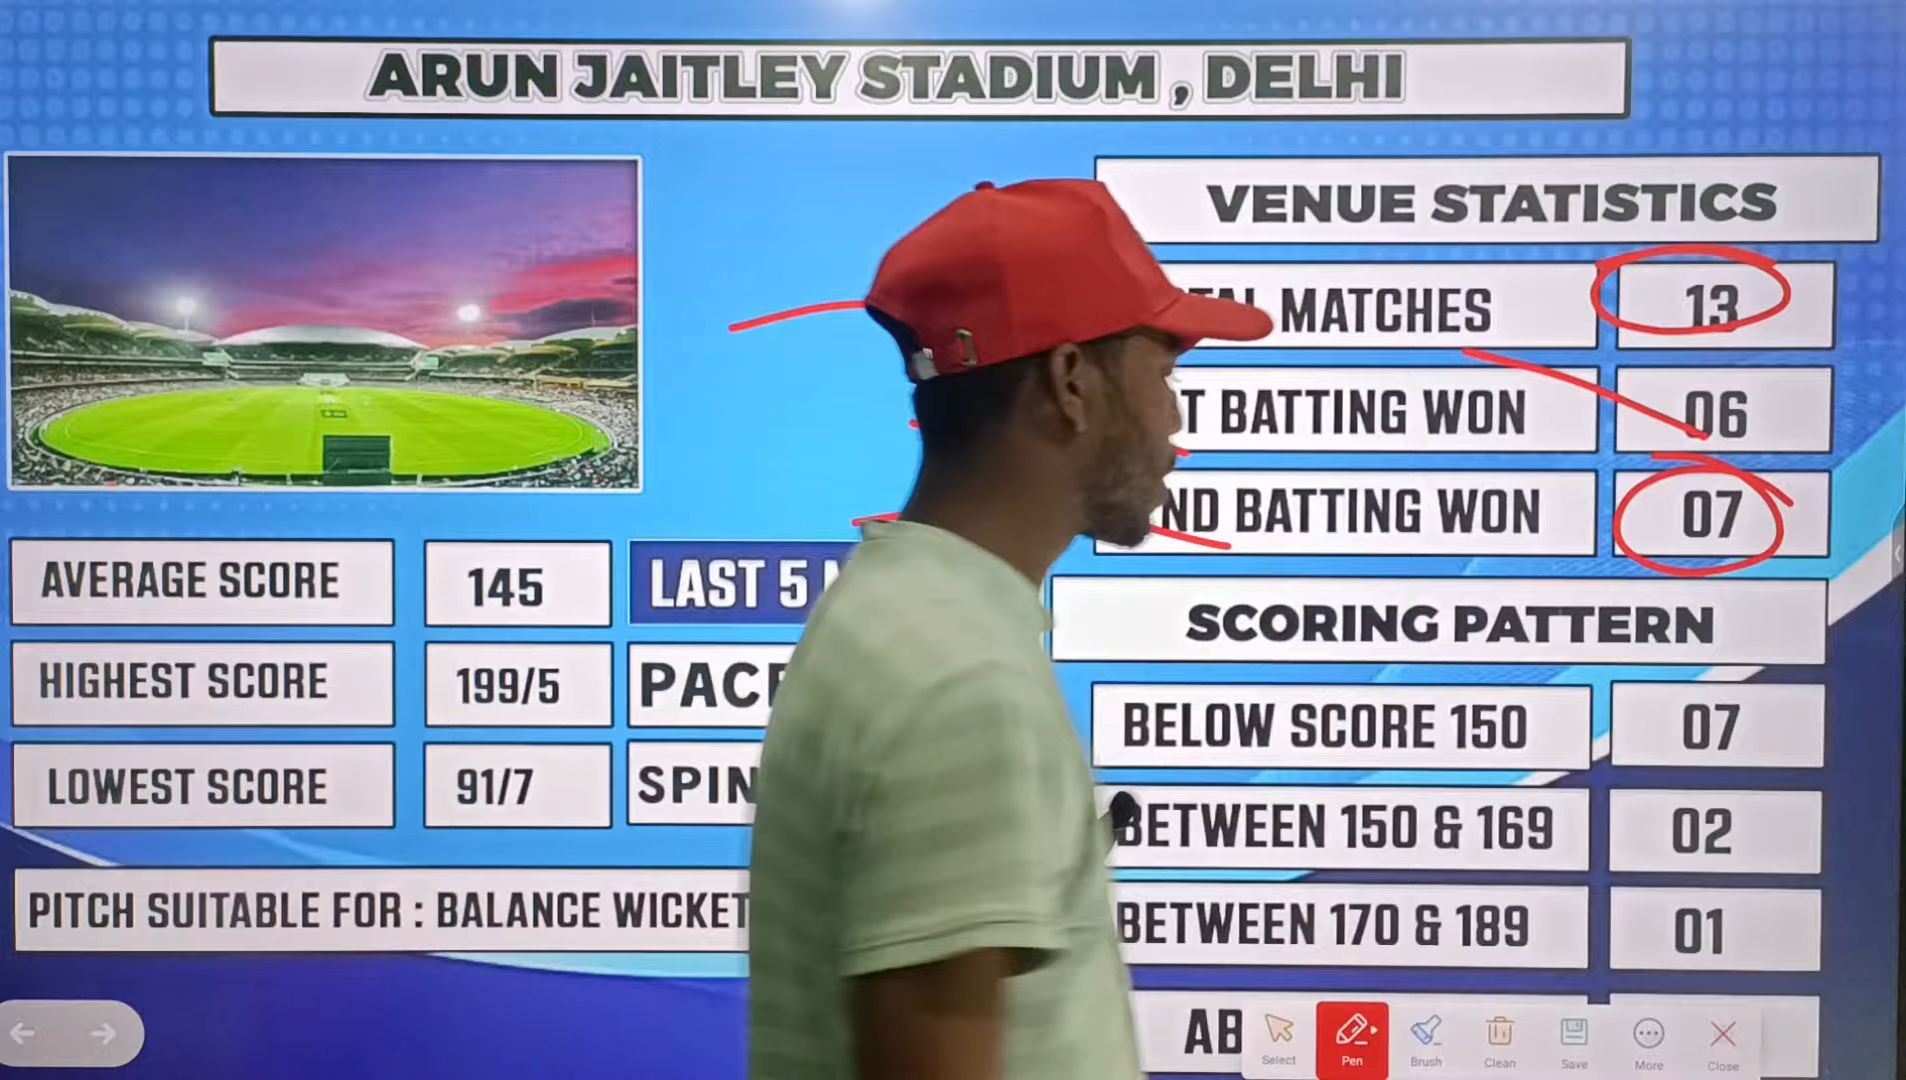 ARUN JAITLEY STADIUM , DELHI
VENUE STATISTICS
MATCHES 13
BATTING WON 06
ND BATTING WON 07
AVERAGE SCORE 145
HIGHEST SCORE 199/5
LOWEST SCORE 91/7
LAST 5
PACE
SPIN
PITCH SUITABLE FOR : BALANCE WICKET
SCORING PATTERN
BELOW SCORE 150 07
BETWEEN 150 & 169 02
BETWEEN 170 & 189 01
AB
Select
Pen
Brush
Clean
Save
More
Close